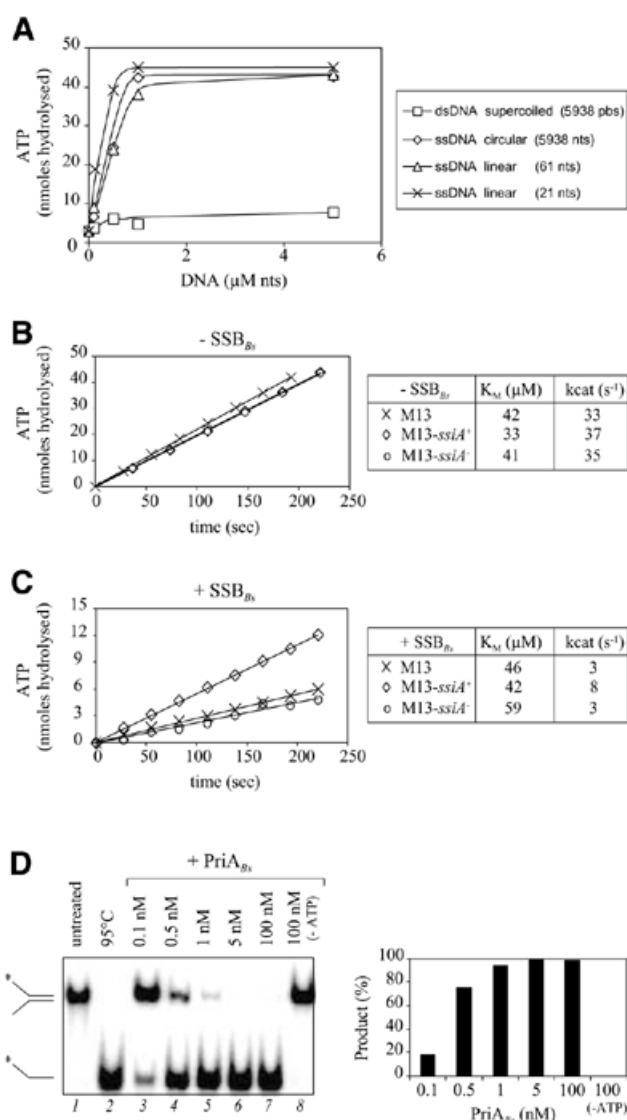 A
ATP
(nmoles hydrolysed)
50
40
30
20
10
0
0 2 4 6
DNA (µM nts)
dsDNA supercoiled (5938 pbs)
ssDNA circular (5938 nts)
ssDNA linear (61 nts)
ssDNA linear (21 nts)
B
- SSB_Bs
ATP
(nmoles hydrolysed)
50
40
30
20
10
0
0 50 100 150 200 250
time (sec)
- SSB_Bs K_M (µM) kcat (s⁻¹)
M13 42 33
M13-ssiA⁺ 33 37
M13-ssiA⁻ 41 35
C
+ SSB_Bs
ATP
(nmoles hydrolysed)
15
12
9
6
3
0
0 50 100 150 200 250
time (sec)
+ SSB_Bs K_M (µM) kcat (s⁻¹)
M13 46 3
M13-ssiA⁺ 42 8
M13-ssiA⁻ 59 3
D
+ PriA_Bs
untreated
95°C
0.1 nM
0.5 nM
1 nM
5 nM
100 nM
100 nM
(- ATP)
*
*
1 2 3 4 5 6 7 8
Product (%)
100
80
60
40
20
0
0.1 0.5 1 5 100 100
(-ATP)
PriA (nM)